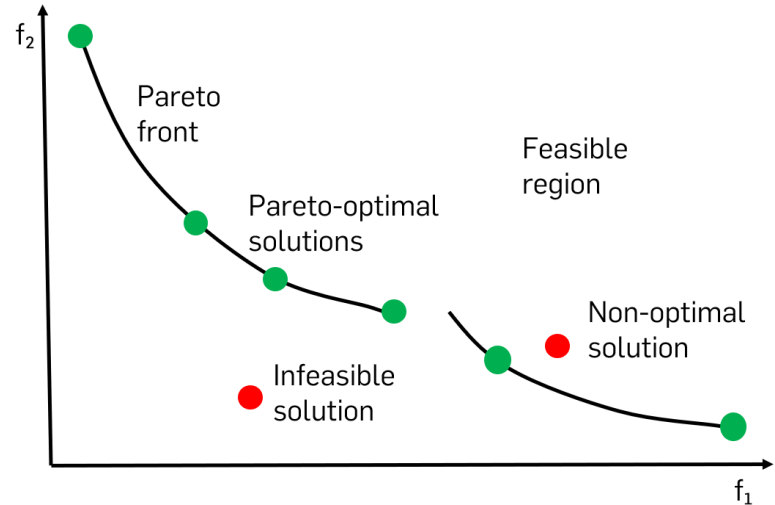 f₂
Pareto
front
Feasible
region
Pareto-optimal
solutions
Non-optimal
solution
Infeasible
solution
f₁